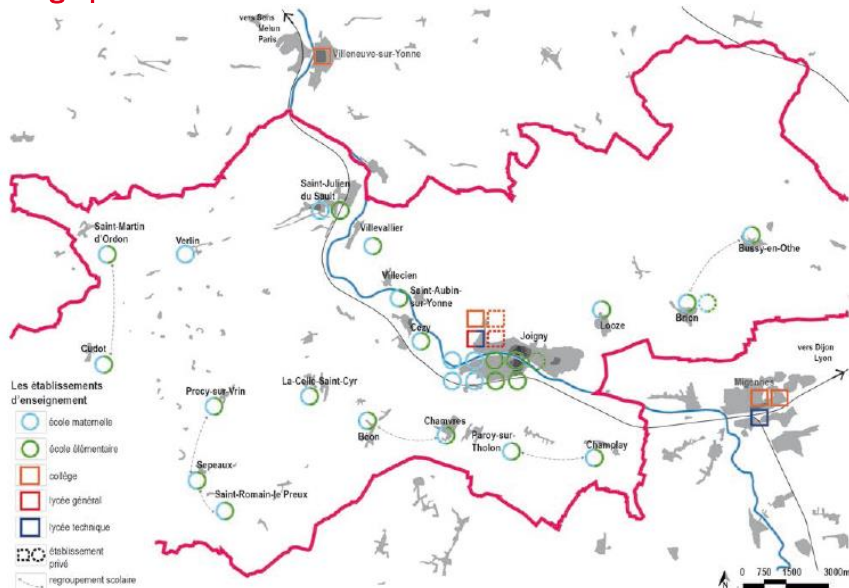 vers Sens
Melun
Paris
Villeneuve-sur-Yonne
Saint-Julien
du Sault
Saint-Martin
d'Ordon
Verlin
Villevallier
Bussy-en-Othe
Villecien
Saint-Aubin-
sur-Yonne
Brion
Looze
Cézy
Joigny
vers Dijon
Lyon
Cudot
Migennes
Les établissements
d'enseignement
Precy-sur-Vrin
La-Celle-Saint-Cyr
école maternelle
Béon
Chamvres
Paroy-sur-
Tholon
Champlay
école élémentaire
collège
Sepeaux
Saint-Romain-le Preux
lycée général
lycée technique
établissement
privé
regroupement scolaire
N
0 750 1500 3000m